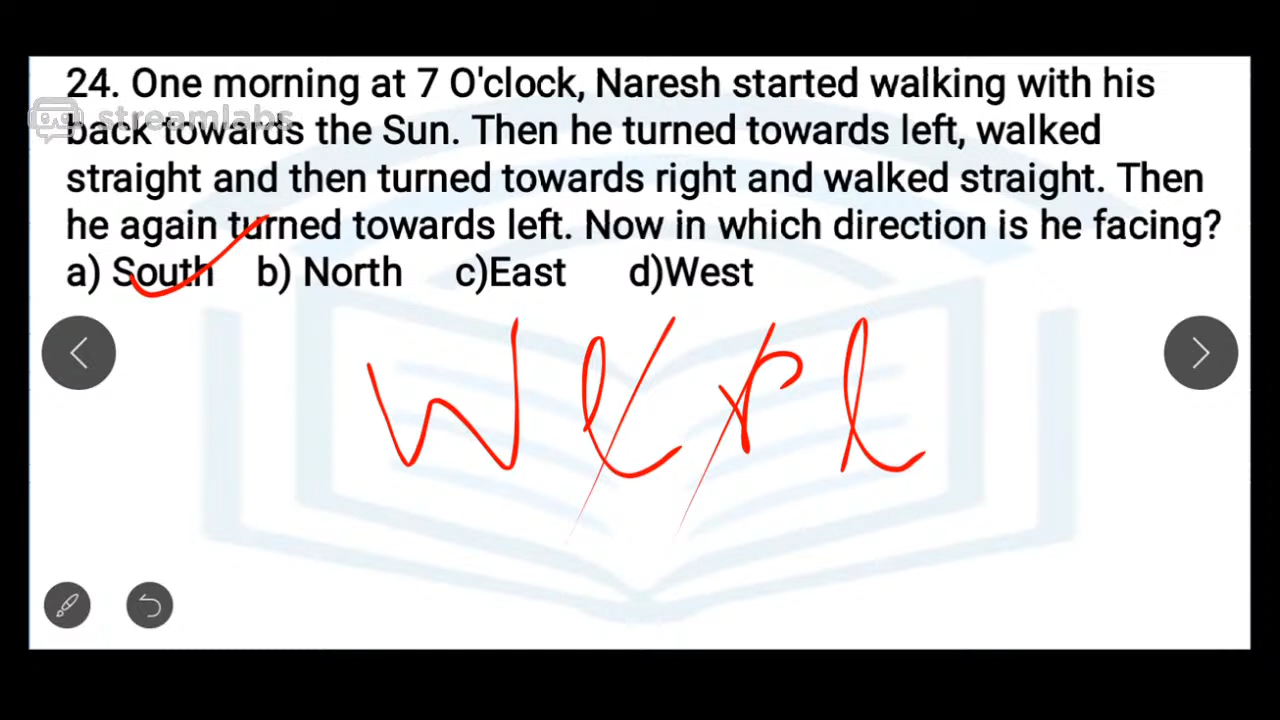 24. One morning at 7 O'clock, Naresh started walking with his
streamlabs
back towards the Sun. Then he turned towards left, walked
straight and then turned towards right and walked straight. Then
he again turned towards left. Now in which direction is he facing?
a) South b) North c)East d)West
W l r l